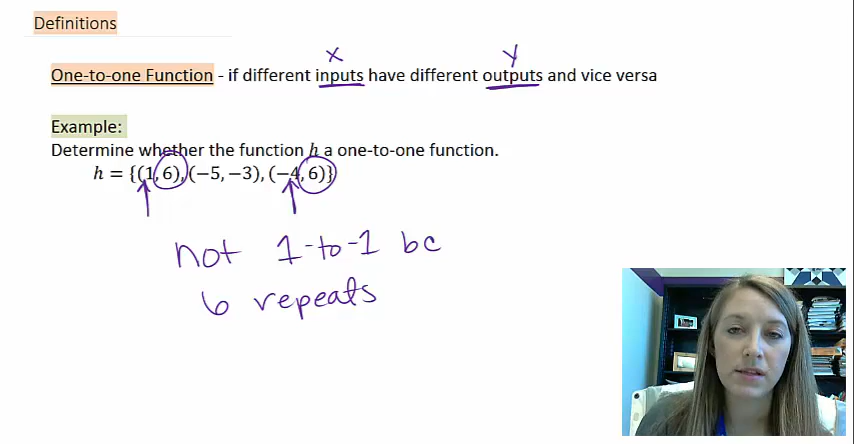 Definitions
x y
One-to-one Function - if different inputs have different outputs and vice versa
Example:
Determine whether the function h a one-to-one function.
h = {(1, 6), (−5, −3), (−4, 6)}
not 1-to-1 bc
6 repeats